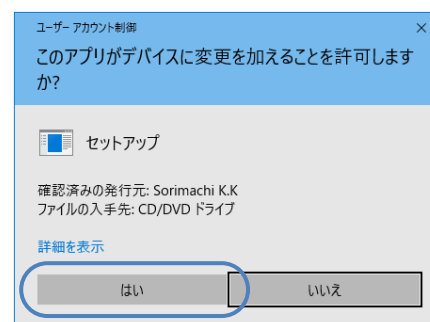 ユーザー アカウント制御
このアプリがデバイスに変更を加えることを許可します
か?
セットアップ
確認済みの発行元: Sorimachi K.K
ファイルの入手先: CD/DVD ドライブ
詳細を表示
はい いいえ